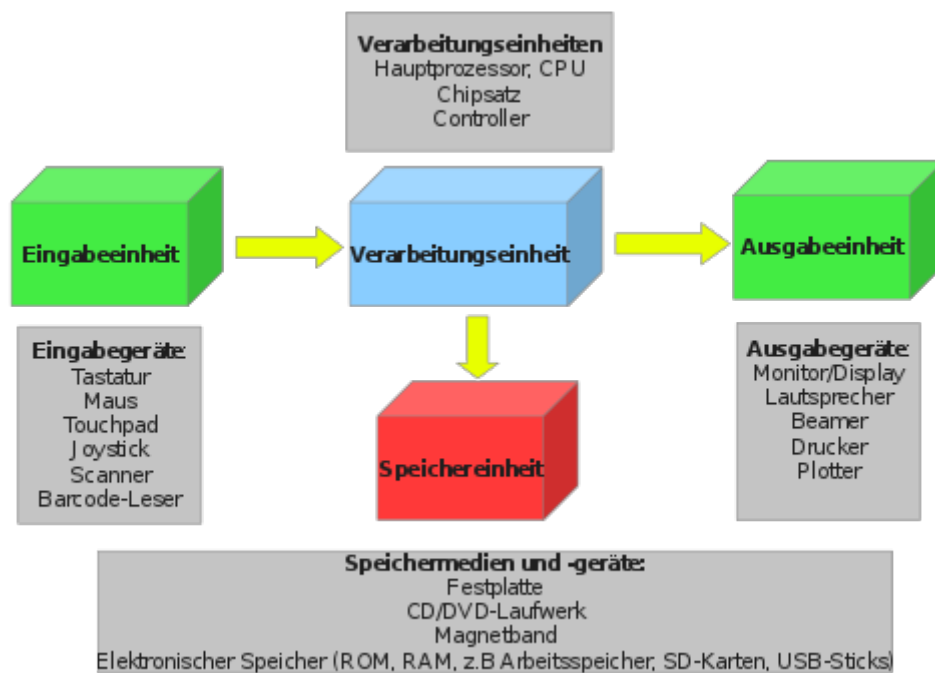 Verarbeitungseinheiten
Hauptprozessor, CPU
Chipsatz
Controller
Eingabeeinheit
Verarbeitungseinheit
Ausgabeeinheit
Eingabegeräte:
Tastatur
Maus
Touchpad
Joystick
Scanner
Barcode-Leser
Ausgabegeräte:
Monitor/Display
Lautsprecher
Beamer
Drucker
Plotter
Speichereinheit
Speichermedien und -geräte:
Festplatte
CD/DVD-Laufwerk
Magnetband
Elektronischer Speicher (ROM, RAM, z.B Arbeitsspeicher, SD-Karten, USB-Sticks)